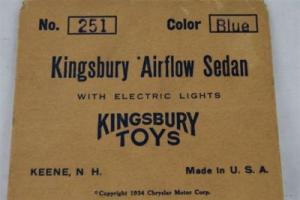 No. 251 Color Blue
Kingsbury Airflow Sedan
WITH ELECTRIC LIGHTS
KINGSBURY
TOYS
KEENE, N. H. Made in U. S. A.
©Copyright 1934 Chrysler Motor Corp.